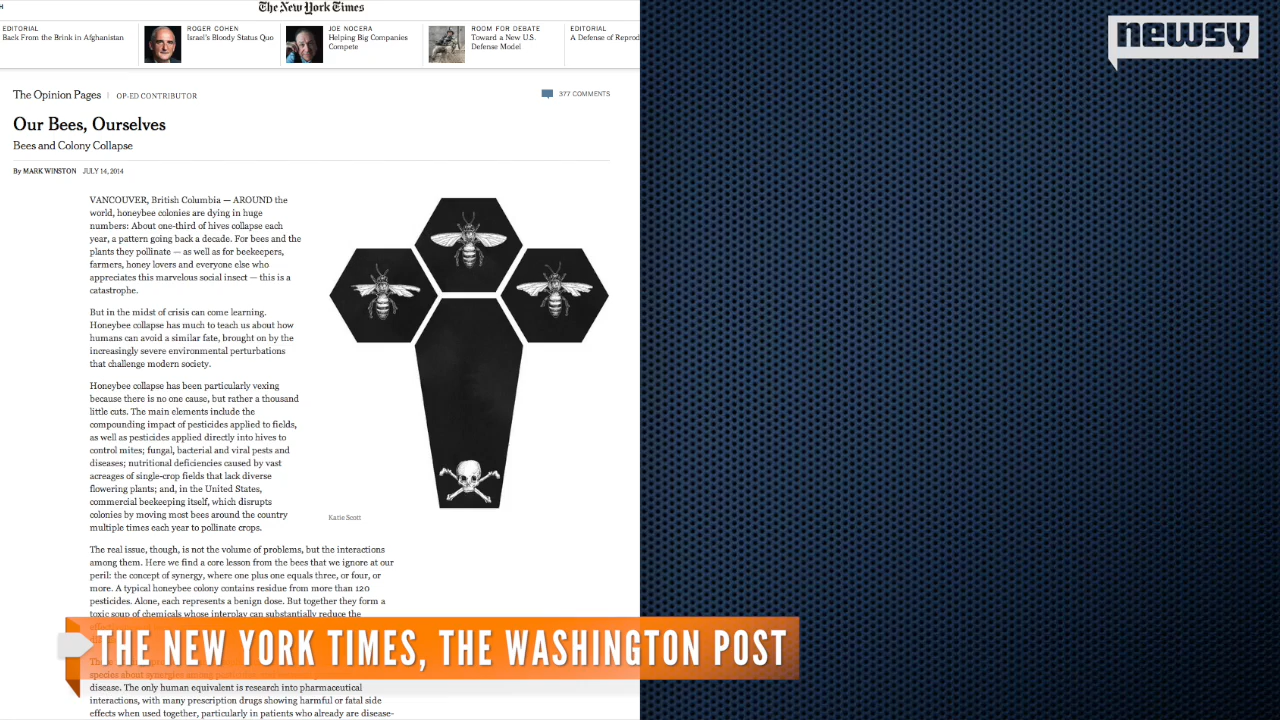 The New York Times
EDITORIAL
Back From the Brink in Afghanistan
ROGER COHEN
Israel's Bloody Status Quo
JOE NOCERA
Helping Big Companies
Compete
ROOM FOR DEBATE
Toward a New U.S.
Defense Model
EDITORIAL
A Defense of Reprod
newsy
The Opinion Pages | OP-ED CONTRIBUTOR
377 COMMENTS
Our Bees, Ourselves
Bees and Colony Collapse
By MARK WINSTON JULY 14, 2014
VANCOUVER, British Columbia — AROUND the
world, honeybee colonies are dying in huge
numbers: About one-third of hives collapse each
year, a pattern going back a decade. For bees and the
plants they pollinate — as well as for beekeepers,
farmers, honey lovers and everyone else who
appreciates this marvelous social insect — this is a
catastrophe.
But in the midst of crisis can come learning.
Honeybee collapse has much to teach us about how
humans can avoid a similar fate, brought on by the
increasingly severe environmental perturbations
that challenge modern society.
Honeybee collapse has been particularly vexing
because there is no one cause, but rather a thousand
little cuts. The main elements include the
compounding impact of pesticides applied to fields,
as well as pesticides applied directly into hives to
control mites; fungal, bacterial and viral pests and
diseases; nutritional deficiencies caused by vast
acreages of single-crop fields that lack diverse
flowering plants; and, in the United States,
commercial beekeeping itself, which disrupts
colonies by moving most bees around the country
multiple times each year to pollinate crops.
Katie Scott
The real issue, though, is not the volume of problems, but the interactions
among them. Here we find a core lesson from the bees that we ignore at our
peril: the concept of synergy, where one plus one equals three, or four, or
more. A typical honeybee colony contains residue from more than 120
pesticides. Alone, each represents a benign dose. But together they form a
toxic soup of chemicals whose interplay can substantially reduce the
THE NEW YORK TIMES, THE WASHINGTON POST
disease. The only human equivalent is research into pharmaceutical
interactions, with many prescription drugs showing harmful or fatal side
effects when used together, particularly in patients who already are disease-